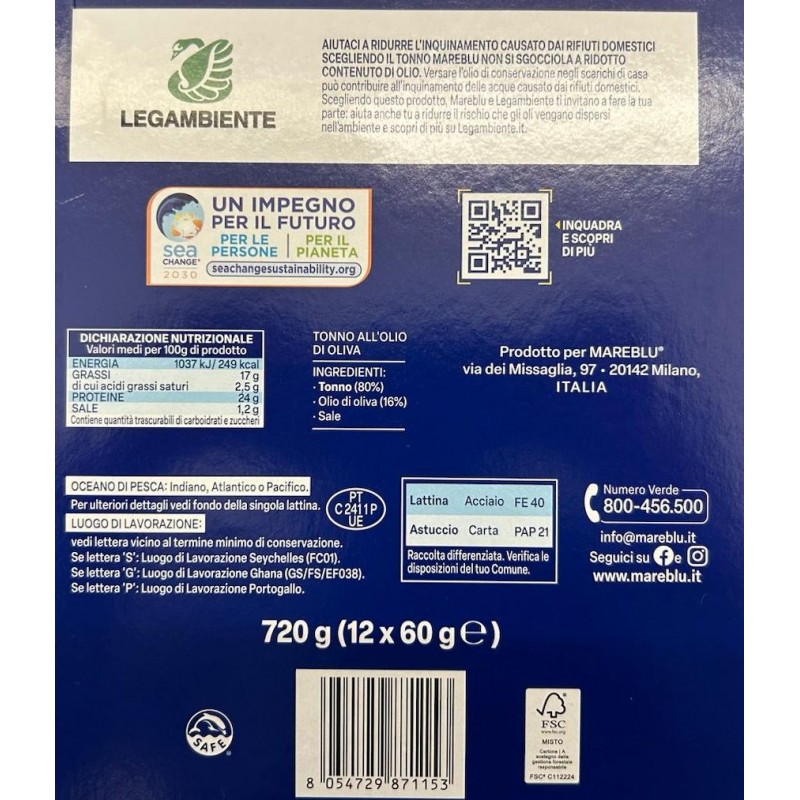 LEGAMBIENTE
AIUTACI A RIDURRE L'INQUINAMENTO CAUSATO DAI RIFIUTI DOMESTICI
SCEGLIENDO IL TONNO MAREBLU NON SI SGOCCIOLA A RIDOTTO
CONTENUTO DI OLIO. Versare l'olio di conservazione negli scarichi di casa
può contribuire all'inquinamento delle acque causato dai rifiuti domestici.
Scegliendo questo prodotto, Mareblu e Legambiente ti invitano a fare la tua
parte: aiuta anche tu a ridurre il rischio che gli oli vengano dispersi
nell'ambiente e scopri di più su Legambiente.it.
sea
CHANGE®
2030
UN IMPEGNO
PER IL FUTURO
PER LE PERSONE
PER IL PIANETA
seachangesustainability.org
INQUADRA
E SCOPRI
DI PIÙ
DICHIARAZIONE NUTRIZIONALE
Valori medi per 100g di prodotto
ENERGIA 1037 kJ/ 249 kcal
GRASSI 17 g
di cui acidi grassi saturi 2,5 g
PROTEINE 24 g
SALE 1,2 g
Contiene quantità trascurabili di carboidrati e zuccheri
TONNO ALL'OLIO
DI OLIVA
INGREDIENTI:
· Tonno (80%)
· Olio di oliva (16%)
· Sale
Prodotto per MAREBLU®
via dei Missaglia, 97 • 20142 Milano,
ITALIA
OCEANO DI PESCA: Indiano, Atlantico o Pacifico.
Per ulteriori dettagli vedi fondo della singola lattina.
LUOGO DI LAVORAZIONE:
vedi lettera vicino al termine minimo di conservazione.
Se lettera 'S': Luogo di Lavorazione Seychelles (FC01).
Se lettera 'G': Luogo di Lavorazione Ghana (GS/FS/EF038).
Se lettera 'P': Luogo di Lavorazione Portogallo.
PT
C 2411 P
UE
Lattina Acciaio FE 40
Astuccio Carta PAP 21
Raccolta differenziata. Verifica le
disposizioni del tuo Comune.
Numero Verde
800-456.500
info@mareblu.it
Seguici su f e
www.mareblu.it
720 g (12 x 60 g ℮)
SAFE
8 054729 871153
FSC
www.fsc.org
MISTO
Cartone | A
sostegno della
gestione forestale
responsabile
FSC® C112224